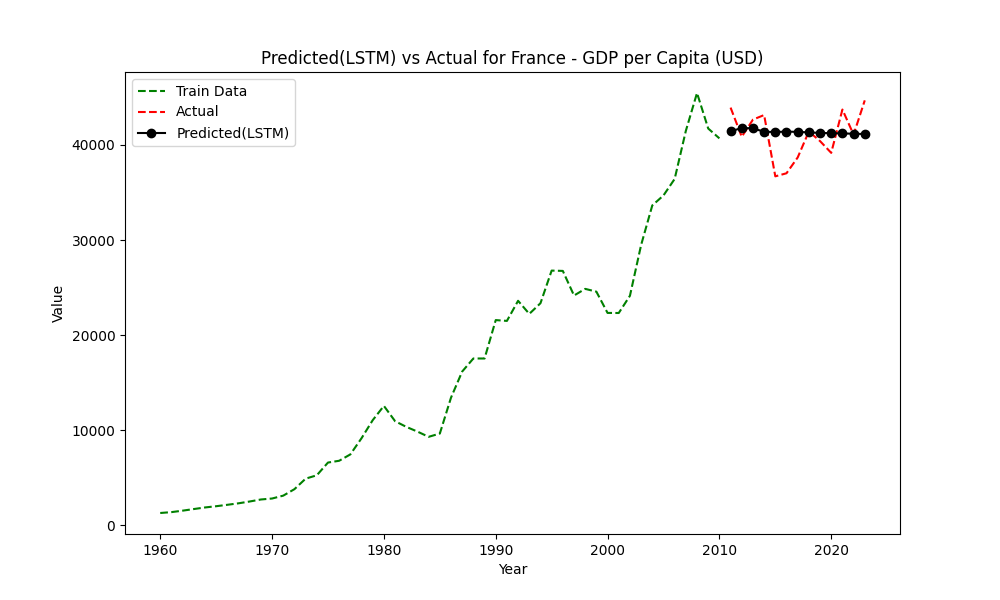 Predicted(LSTM) vs Actual for France - GDP per Capita (USD)
Train Data
Actual
Predicted(LSTM)
40000
30000
20000
10000
0
Value
1960 1970 1980 1990 2000 2010 2020
Year